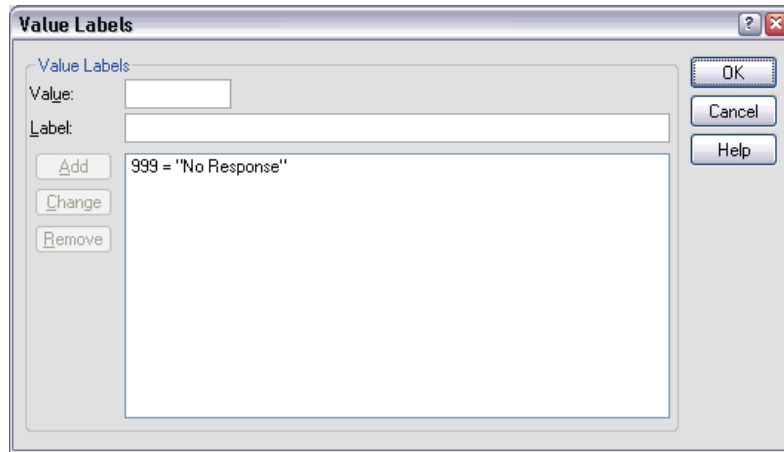 Value Labels
Value Labels
Value:
Label:
Add
Change
Remove
999 = "No Response"
OK
Cancel
Help